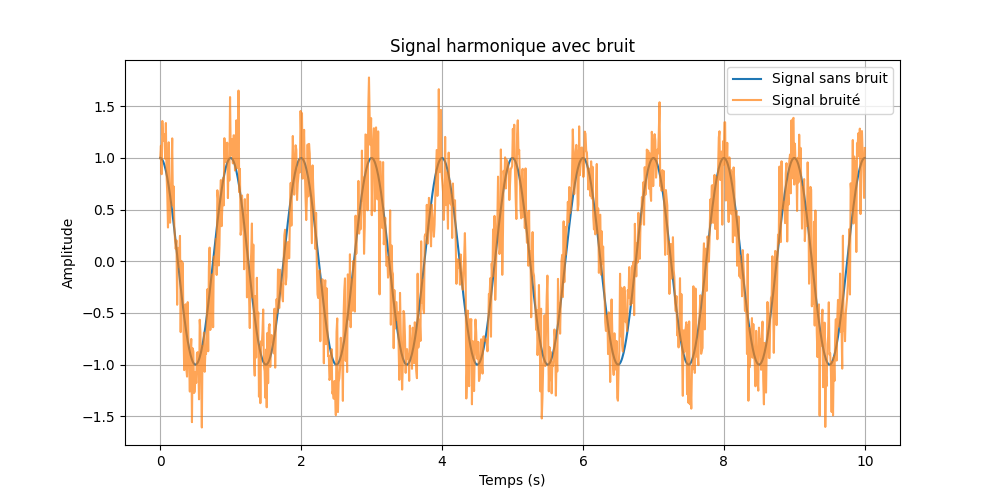 Signal harmonique avec bruit
Signal sans bruit
Signal bruité
Amplitude
1.5
1.0
0.5
0.0
−0.5
−1.0
−1.5
0 2 4 6 8 10
Temps (s)